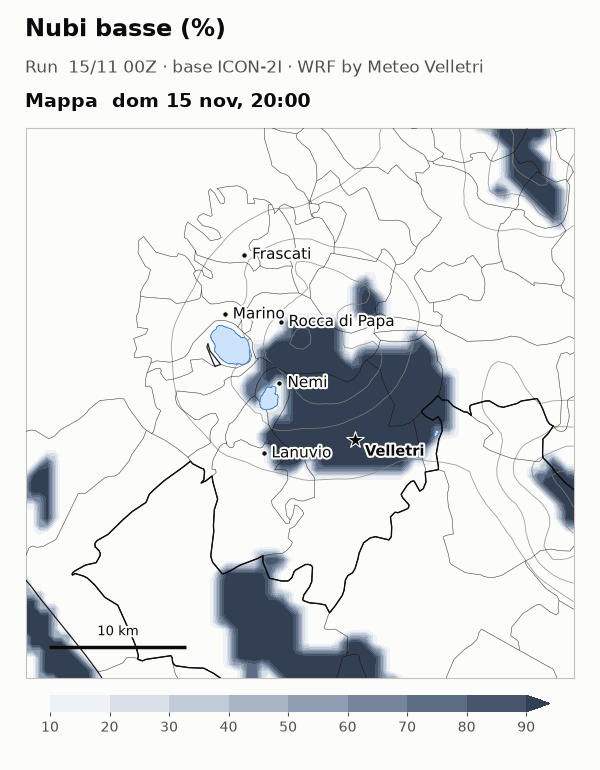 Nubi basse (%)
Run  15/11 00Z · base ICON-2I · WRF by Meteo Velletri
Mappa  dom 15 nov, 20:00
Frascati
Marino
Rocca di Papa
Nemi
Velletri
Lanuvio
10 km
10 20 30 40 50 60 70 80 90